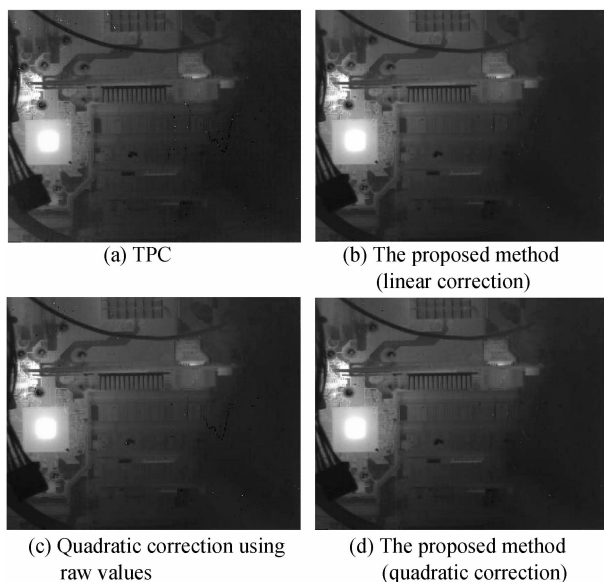 (a) TPC
(b) The proposed method
(linear correction)
(c) Quadratic correction using
raw values
(d) The proposed method
(quadratic correction)